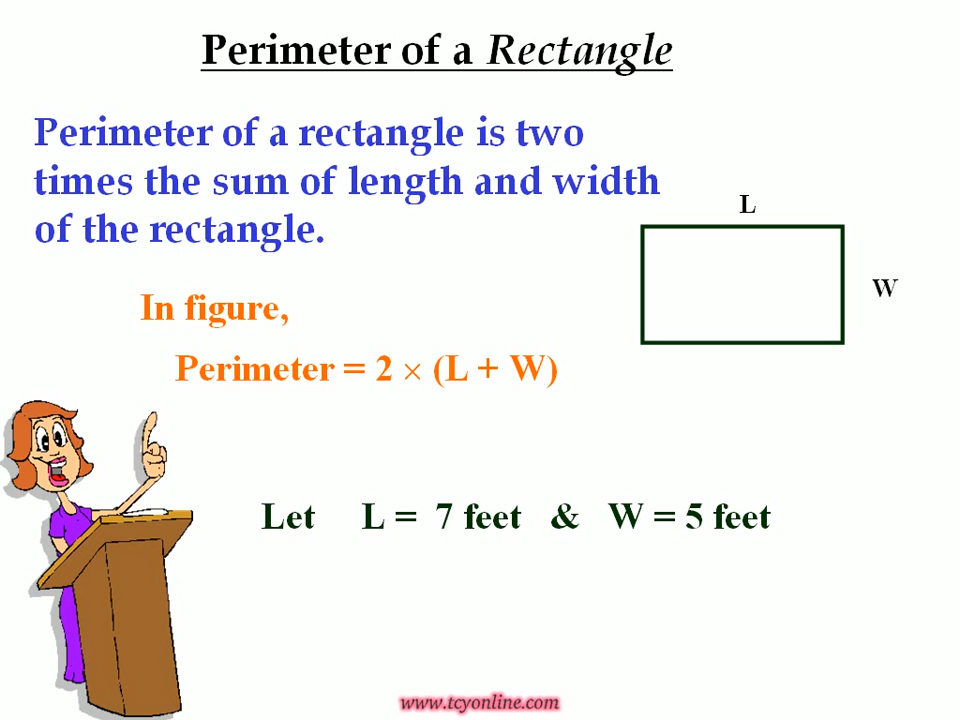 Perimeter of a Rectangle
Perimeter of a rectangle is two
times the sum of length and width
of the rectangle.
L
W
In figure,
Perimeter = 2 × (L + W)
Let L = 7 feet & W = 5 feet
www.tcyonline.com